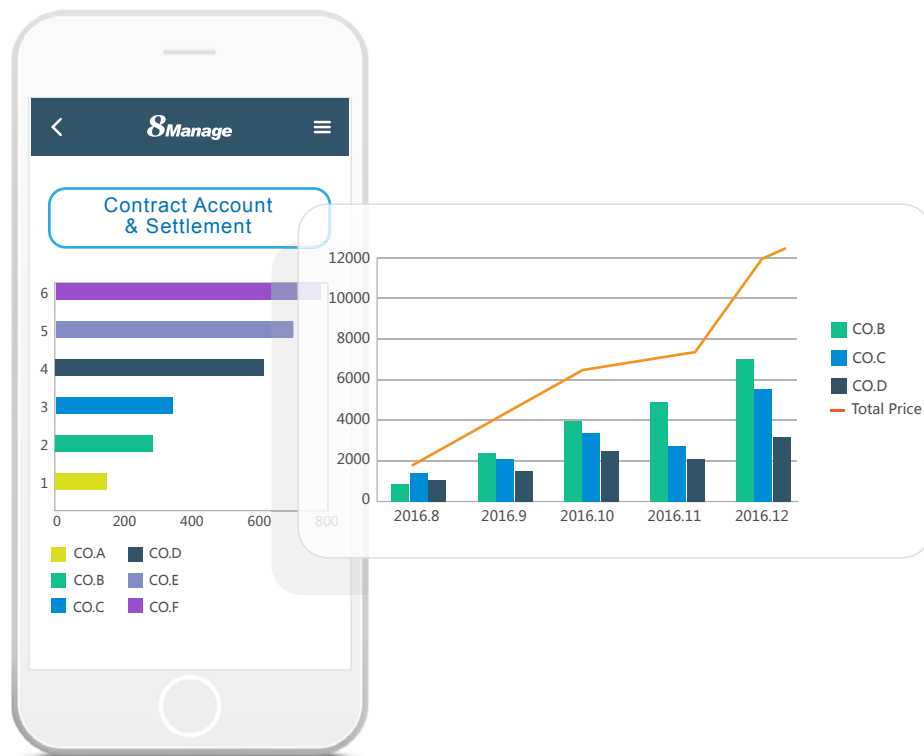 8Manage
Contract Account
& Settlement
6
5
4
3
2
1
0 200 400 600 800
CO.A CO.D
CO.B CO.E
CO.C CO.F
12000
10000
8000
6000
4000
2000
0
2016.8 2016.9 2016.10 2016.11 2016.12
CO.B
CO.C
CO.D
Total Price